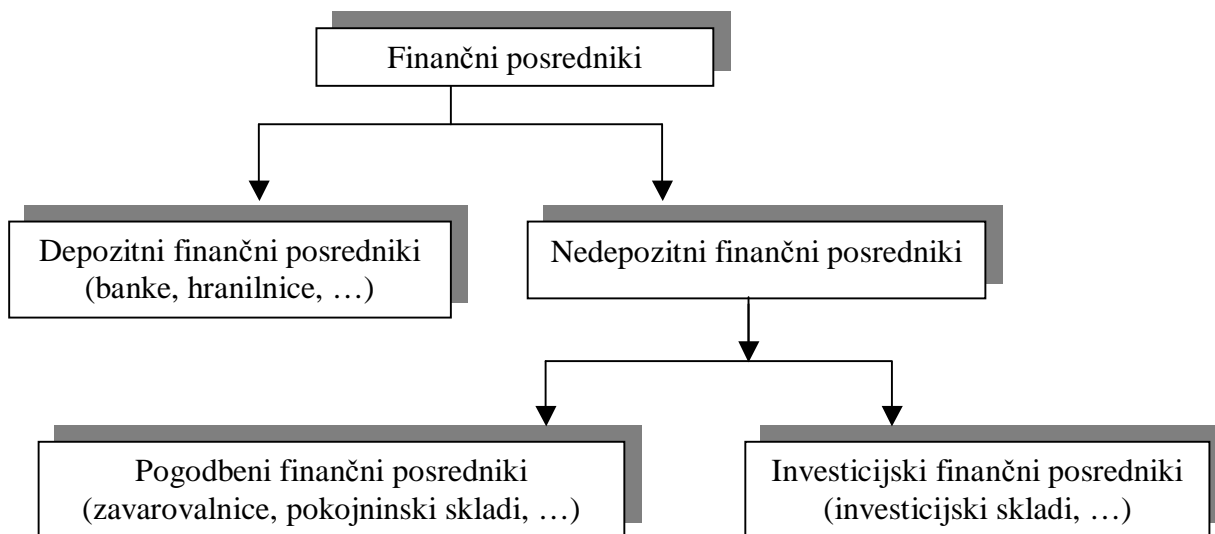 Finančni posredniki
Depozitni finančni posredniki
(banke, hranilnice, …)
Nedepozitni finančni posredniki
Pogodbeni finančni posredniki
(zavarovalnice, pokojninski skladi, …)
Investicijski finančni posredniki
(investicijski skladi, …)